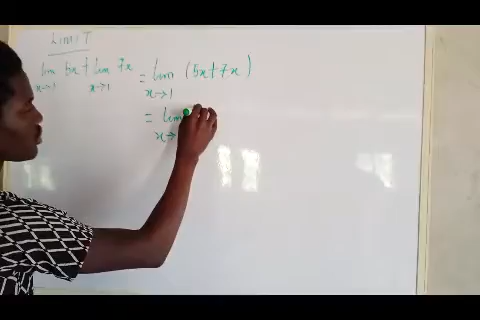 LIMIT
lim 5x + lim 7x = lim (5x+7x)
x→1 x→1 x→1
= lim
x→